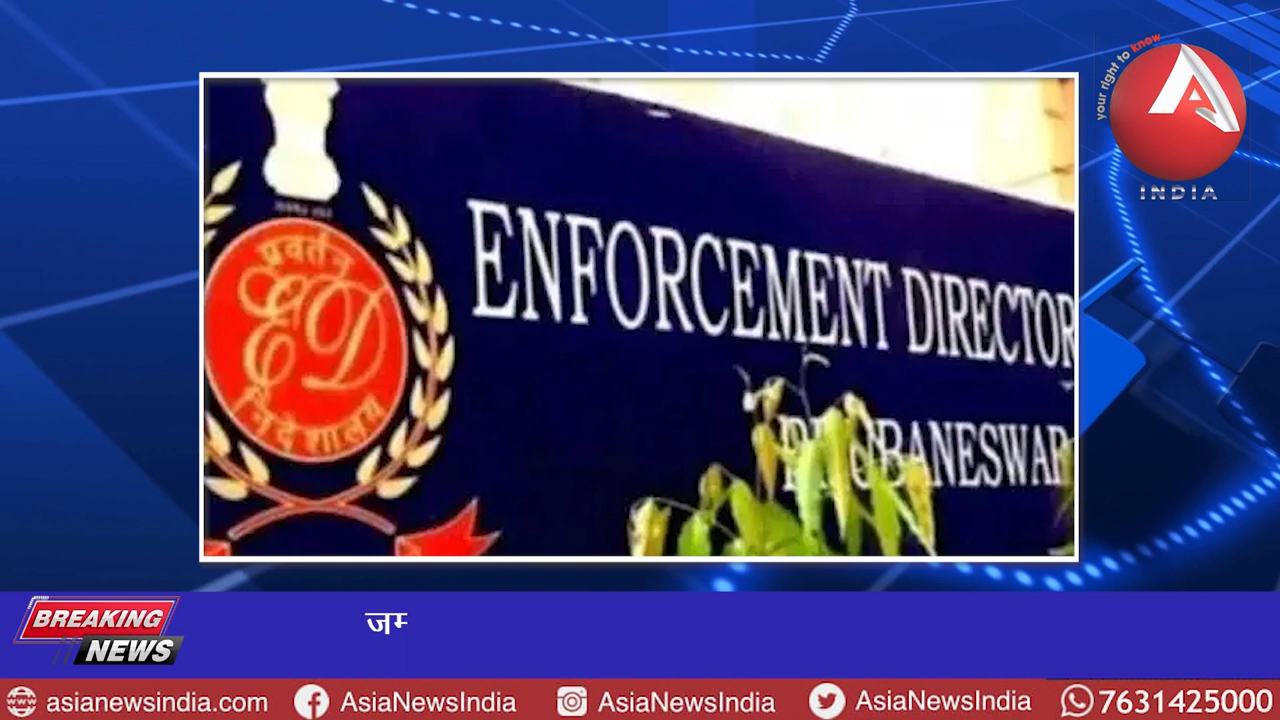 your right to know
A
INDIA
प्रवर्तन
ED
निदेशालय
ENFORCEMENT DIRECTOR
BANESWAR
BREAKING
NEWS
जम्
asiannewsindia.com
AsiaNewsIndia
AsiaNewsIndia
AsiaNewsIndia
7631425000